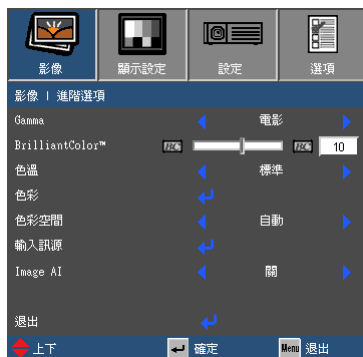 影像 顯示設定 設定 選項
影像 | 進階選項
Gamma 電影
BrilliantColor™ 10
色溫 標準
色彩
色彩空間 自動
輸入訊源
Image AI 關
退出
上下 確定 Menu 退出